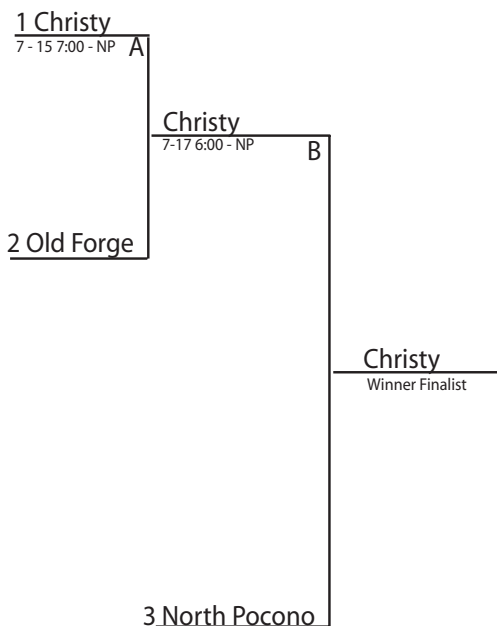 1 Christy
7 - 15 7:00 - NP
A
Christy
7-17 6:00 - NP
B
2 Old Forge
Christy
Winner Finalist
3 North Pocono